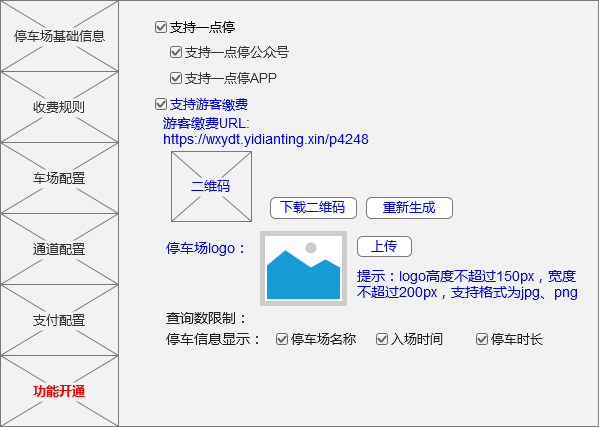 停车场基础信息
收费规则
车场配置
通道配置
支付配置
功能开通
支持一点停
支持一点停公众号
支持一点停APP
支持游客缴费
游客缴费URL:
https://wxydt.yidianting.xin/p4248
二维码
下载二维码
重新生成
停车场logo：
上传
提示：logo高度不超过150px，宽度
不超过200px，支持格式为jpg、png
查询数限制：
停车信息显示： 停车场名称 入场时间 停车时长